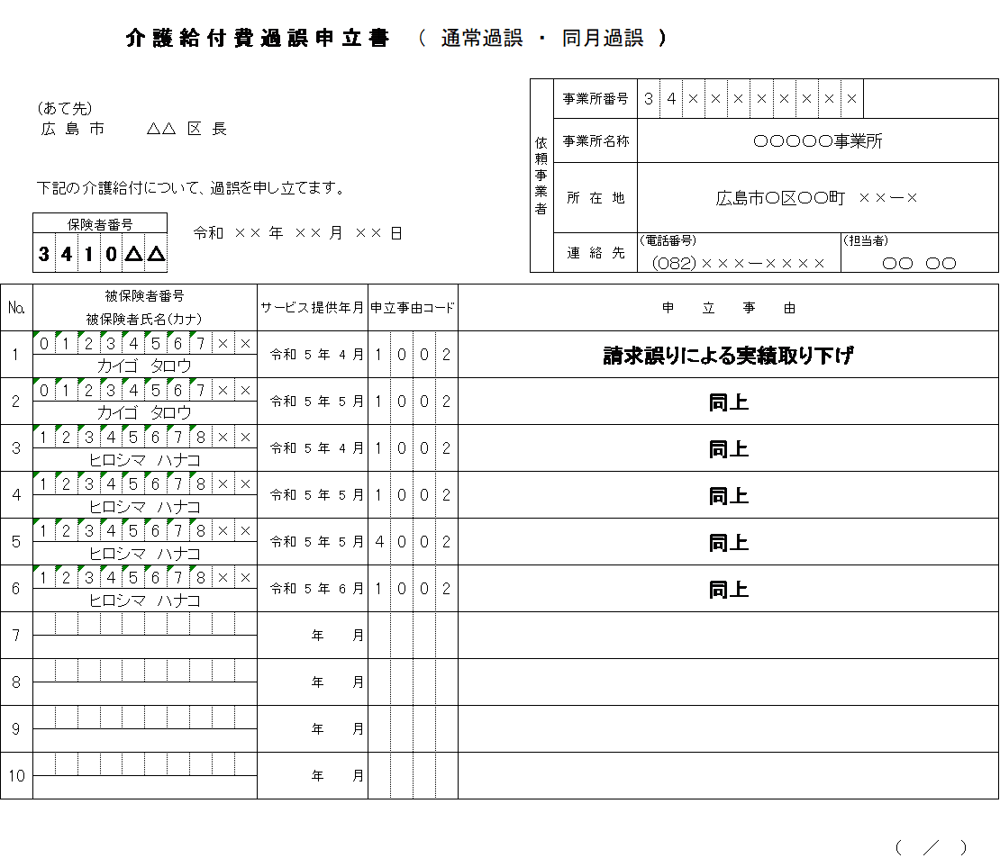 介護給付費過誤申立書 （ 通常過誤 ・ 同月過誤 ）
(あて先)
広 島 市 △△ 区 長
下記の介護給付について、過誤を申し立てます。
保険者番号
3 4 1 0 △ △
令和 ×× 年 ×× 月 ×× 日
依頼事業者
事業所番号 3 4 × × × × × × × ×
事業所名称 〇〇〇〇〇事業所
所 在 地 広島市〇区〇〇町 ××ー×
連 絡 先 (電話番号) (082)×××ー×××× (担当者) 〇〇 〇〇
No. 被保険者番号 被保険者氏名(カナ) サービス提供年月 申立事由コード 申 立 事 由
1 0 1 2 3 4 5 6 7 × × 令和 5 年 4 月 1 0 0 2 請求誤りによる実績取り下げ
カイゴ タロウ
2 0 1 2 3 4 5 6 7 × × 令和 5 年 5 月 1 0 0 2 同上
カイゴ タロウ
3 1 2 3 4 5 6 7 8 × × 令和 5 年 4 月 1 0 0 2 同上
ヒロシマ ハナコ
4 1 2 3 4 5 6 7 8 × × 令和 5 年 5 月 1 0 0 2 同上
ヒロシマ ハナコ
5 1 2 3 4 5 6 7 8 × × 令和 5 年 5 月 4 0 0 2 同上
ヒロシマ ハナコ
6 1 2 3 4 5 6 7 8 × × 令和 5 年 6 月 1 0 0 2 同上
ヒロシマ ハナコ
7 年 月
8 年 月
9 年 月
10 年 月
( ／ )